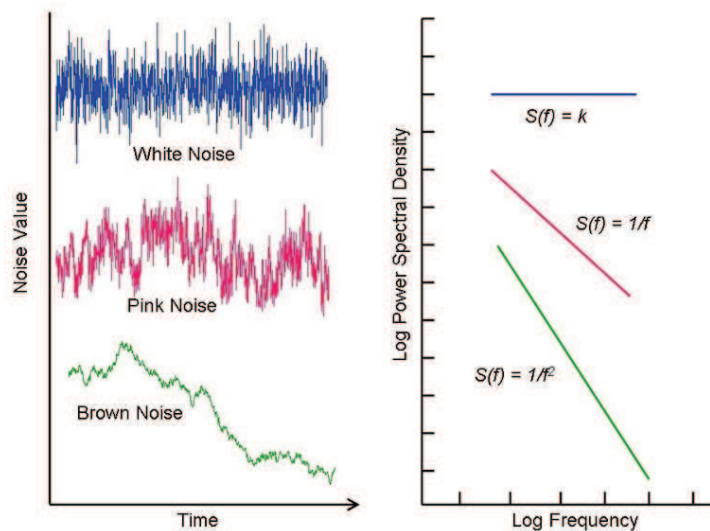 Noise Value
White Noise
Pink Noise
Brown Noise
Time
Log Power Spectral Density
S(f) = k
S(f) = 1/f
S(f) = 1/f²
Log Frequency